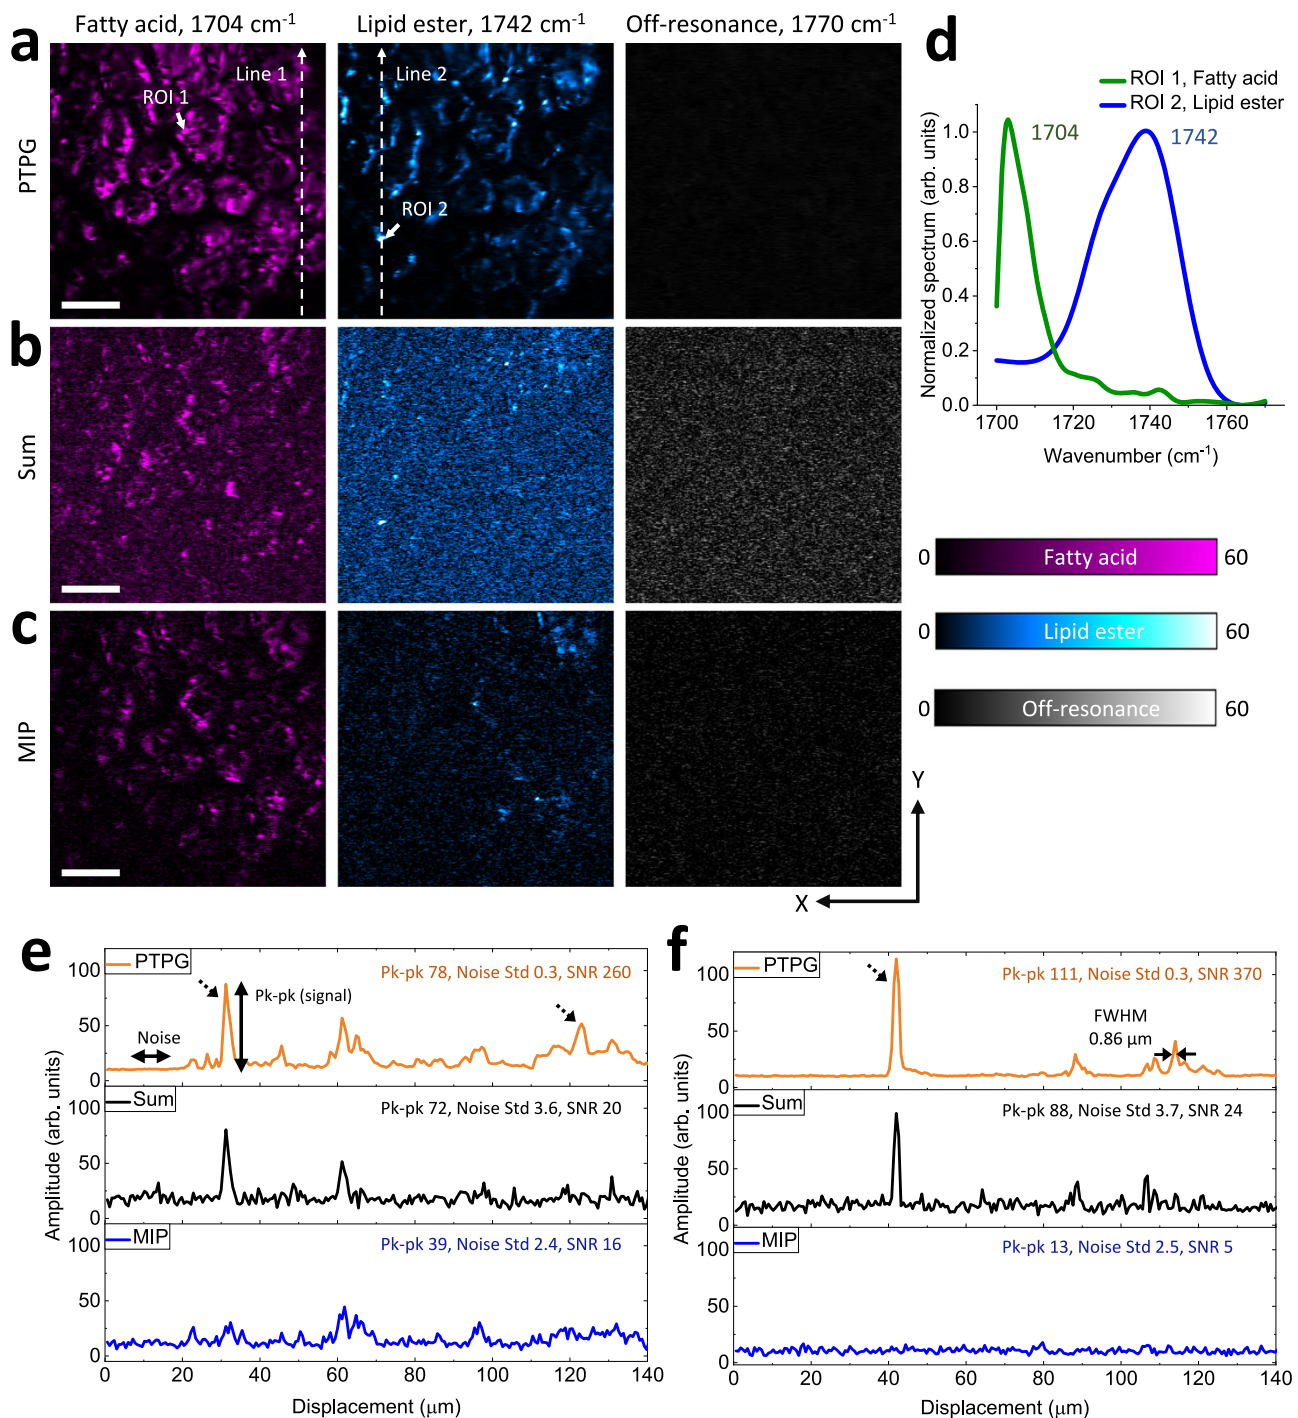 a
Fatty acid, 1704 cm-1
Lipid ester, 1742 cm-1
Off-resonance, 1770 cm-1
d
PTPG
Line 1
ROI 1
Line 2
ROI 2
ROI 1, Fatty acid
ROI 2, Lipid ester
1704
1742
Normalized spectrum (arb. units)
1.0
0.8
0.6
0.4
0.2
0.0
1700 1720 1740 1760
Wavenumber (cm-1)
b
Sum
0 Fatty acid 60
0 Lipid ester 60
0 Off-resonance 60
c
MIP
Y
X
e
Amplitude (arb. units)
PTPG
Pk-pk 78, Noise Std 0.3, SNR 260
Pk-pk (signal)
Noise
100
50
0
Sum
Pk-pk 72, Noise Std 3.6, SNR 20
100
50
0
MIP
Pk-pk 39, Noise Std 2.4, SNR 16
100
50
0
0 20 40 60 80 100 120 140
Displacement (μm)
f
Amplitude (arb. units)
PTPG
Pk-pk 111, Noise Std 0.3, SNR 370
FWHM
0.86 μm
100
50
0
Sum
Pk-pk 88, Noise Std 3.7, SNR 24
100
50
0
MIP
Pk-pk 13, Noise Std 2.5, SNR 5
100
50
0
0 20 40 60 80 100 120 140
Displacement (μm)